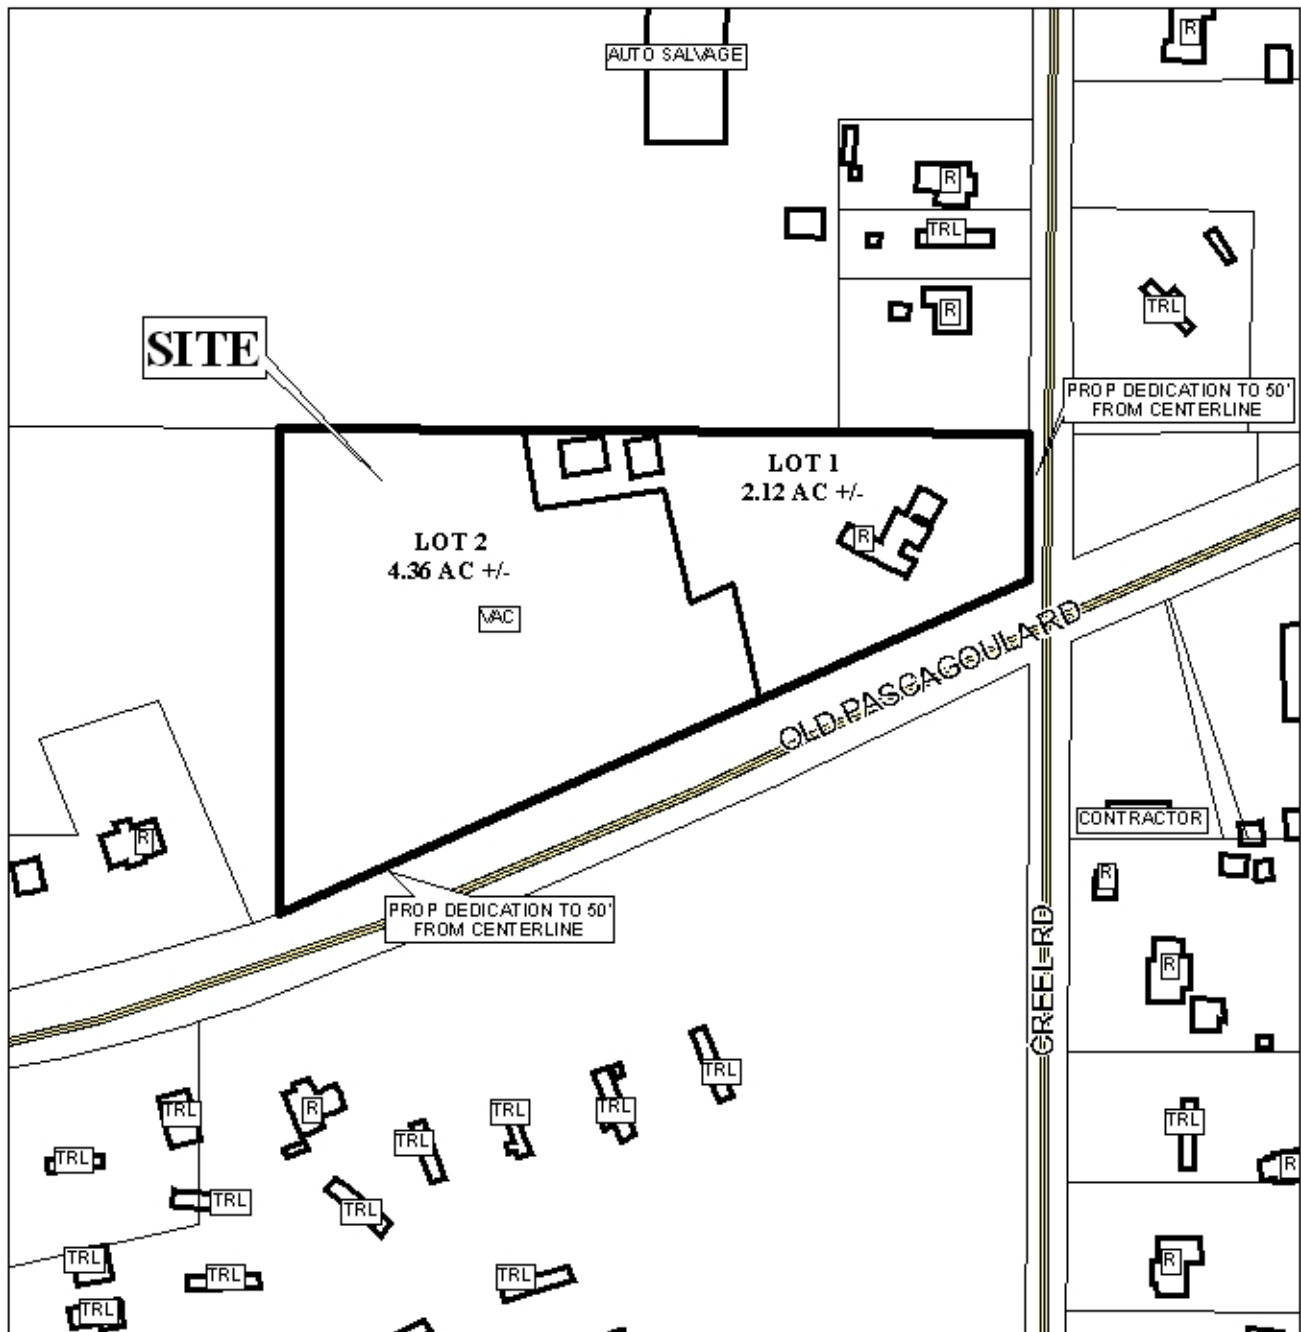 AUTO SALVAGE
R
R
TRL
R
TRL
SITE
PROP DEDICATION TO 50'
FROM CENTERLINE
LOT 1
2.12 AC +/-
R
LOT 2
4.36 AC +/-
VAC
OLD PASCAGOULA RD
CONTRACTOR
R
R
PROP DEDICATION TO 50'
FROM CENTERLINE
GREEL RD
R
TRL
TRL
R
TRL
TRL
TRL
TRL
TRL
R
TRL
TRL
TRL
TRL
TRL
TRL
R
TRL